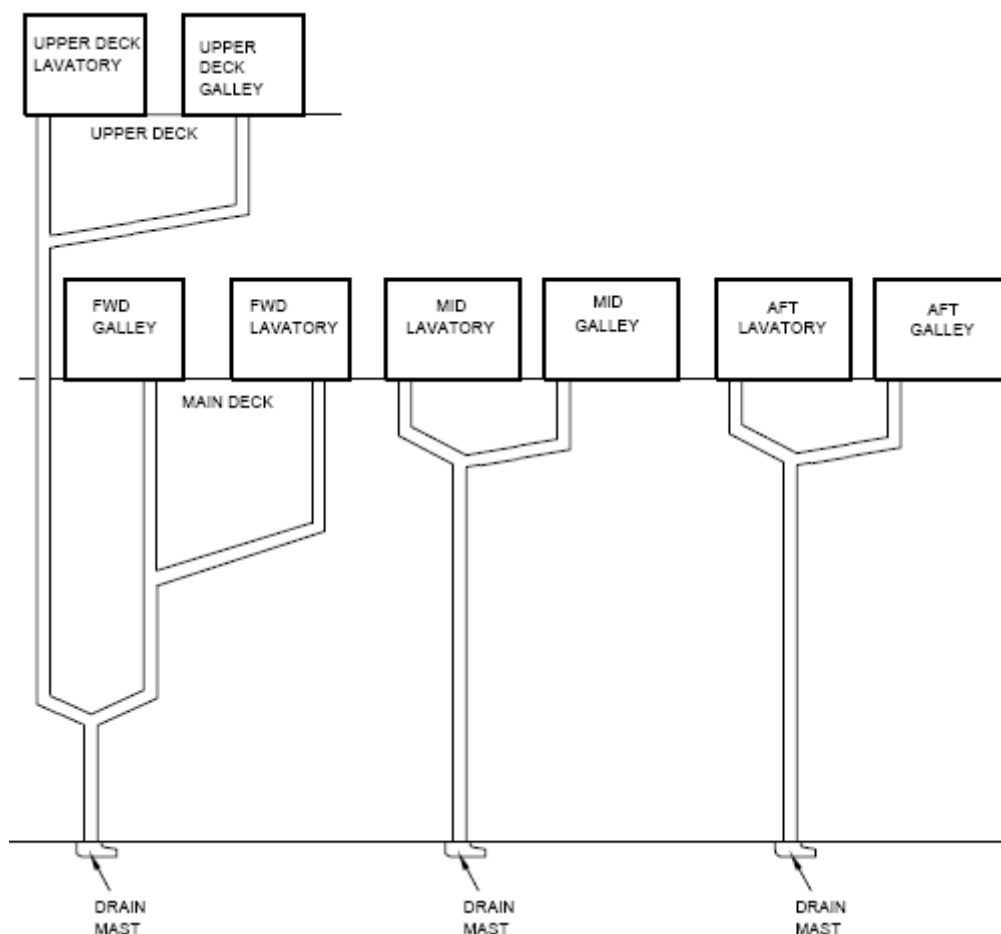 UPPER DECK
LAVATORY
UPPER
DECK
GALLEY
UPPER DECK
FWD
GALLEY
FWD
LAVATORY
MID
LAVATORY
MID
GALLEY
AFT
LAVATORY
AFT
GALLEY
MAIN DECK
DRAIN
MAST
DRAIN
MAST
DRAIN
MAST